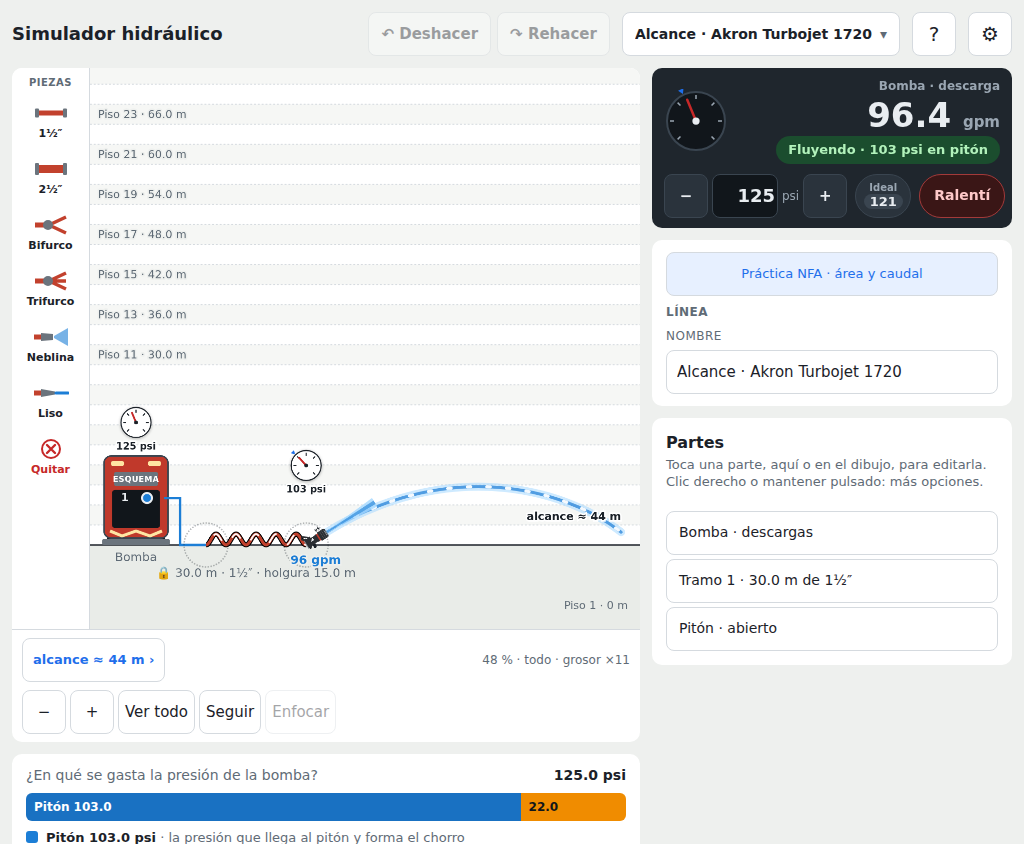 Simulador hidráulico
↶ Deshacer
↷ Rehacer
Alcance · Akron Turbojet 1720 ▾
?
⚙
PIEZAS
1½″
2½″
Bifurco
Trifurco
Neblina
Liso
Quitar
Piso 23 · 66.0 m
Piso 21 · 60.0 m
Piso 19 · 54.0 m
Piso 17 · 48.0 m
Piso 15 · 42.0 m
Piso 13 · 36.0 m
Piso 11 · 30.0 m
125 psi
ESQUEMA
1
Bomba
103 psi
alcance ≈ 44 m
96 gpm
🔒 30.0 m · 1½″ · holgura 15.0 m
Piso 1 · 0 m
alcance ≈ 44 m ›
48 % · todo · grosor ×11
−
+
Ver todo
Seguir
Enfocar
¿En qué se gasta la presión de la bomba?
125.0 psi
Pitón 103.0
22.0
Pitón 103.0 psi · la presión que llega al pitón y forma el chorro
Bomba · descarga
96.4 gpm
Fluyendo · 103 psi en pitón
−
125 psi
+
Ideal
121
Ralentí
Práctica NFA · área y caudal
LÍNEA
NOMBRE
Alcance · Akron Turbojet 1720
Partes
Toca una parte, aquí o en el dibujo, para editarla.
Clic derecho o mantener pulsado: más opciones.
Bomba · descargas
Tramo 1 · 30.0 m de 1½″
Pitón · abierto